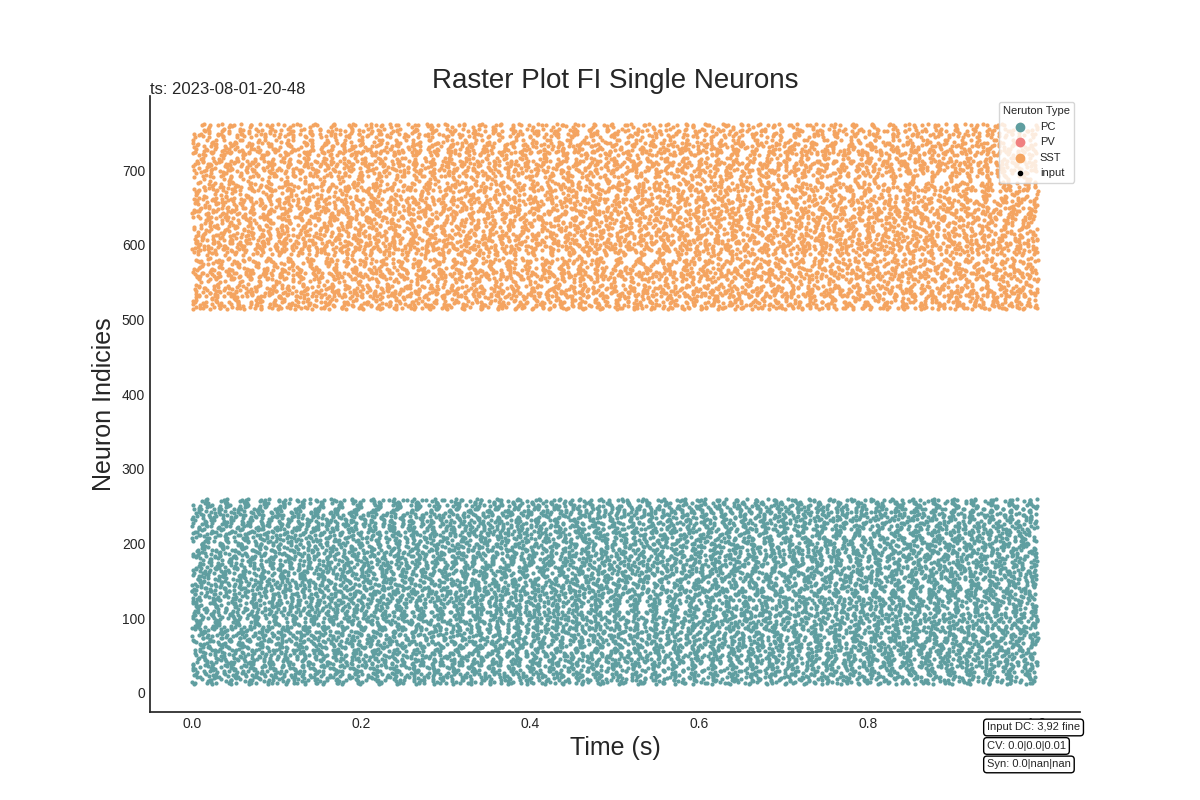 Raster Plot FI Single Neurons
ts: 2023-08-01-20-48
Neruton Type
PC
PV
SST
input
700
600
500
400
300
200
100
0
Neuron Indicies
0.0 0.2 0.4 0.6 0.8
Time (s)
Input DC: 3,92 fine
CV: 0.0|0.0|0.01
Syn: 0.0|nan|nan